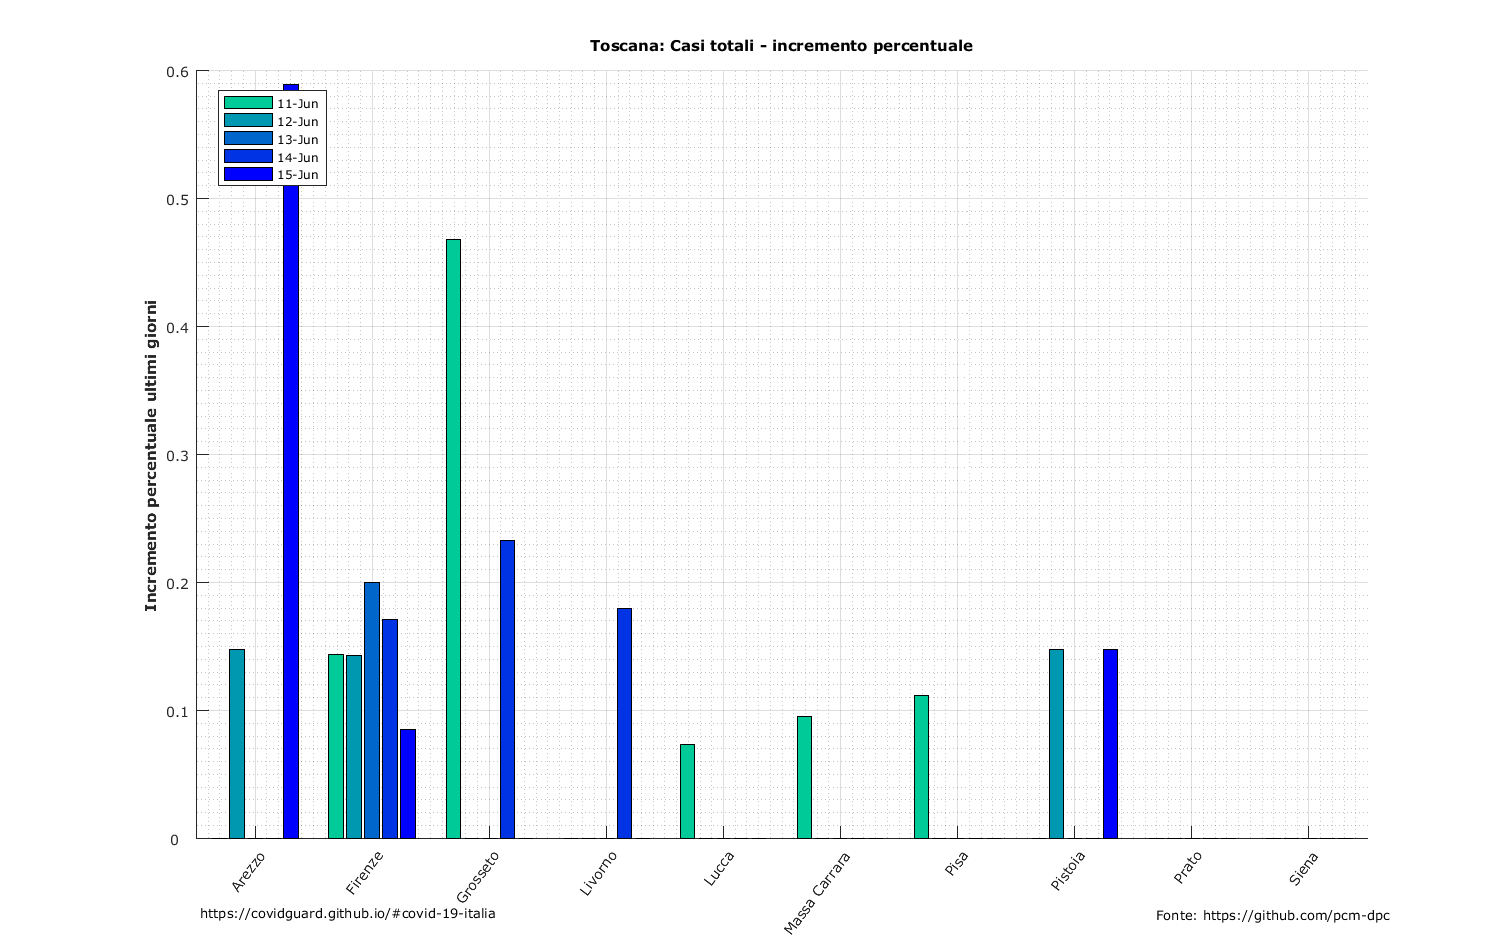 Toscana: Casi totali - incremento percentuale
Incremento percentuale ultimi giorni
0.6
0.5
0.4
0.3
0.2
0.1
0
11-Jun
12-Jun
13-Jun
14-Jun
15-Jun
Arezzo
Firenze
Grosseto
Livorno
Lucca
Massa Carrara
Pisa
Pistoia
Prato
Siena
https://covidguard.github.io/#covid-19-italia
Fonte: https://github.com/pcm-dpc